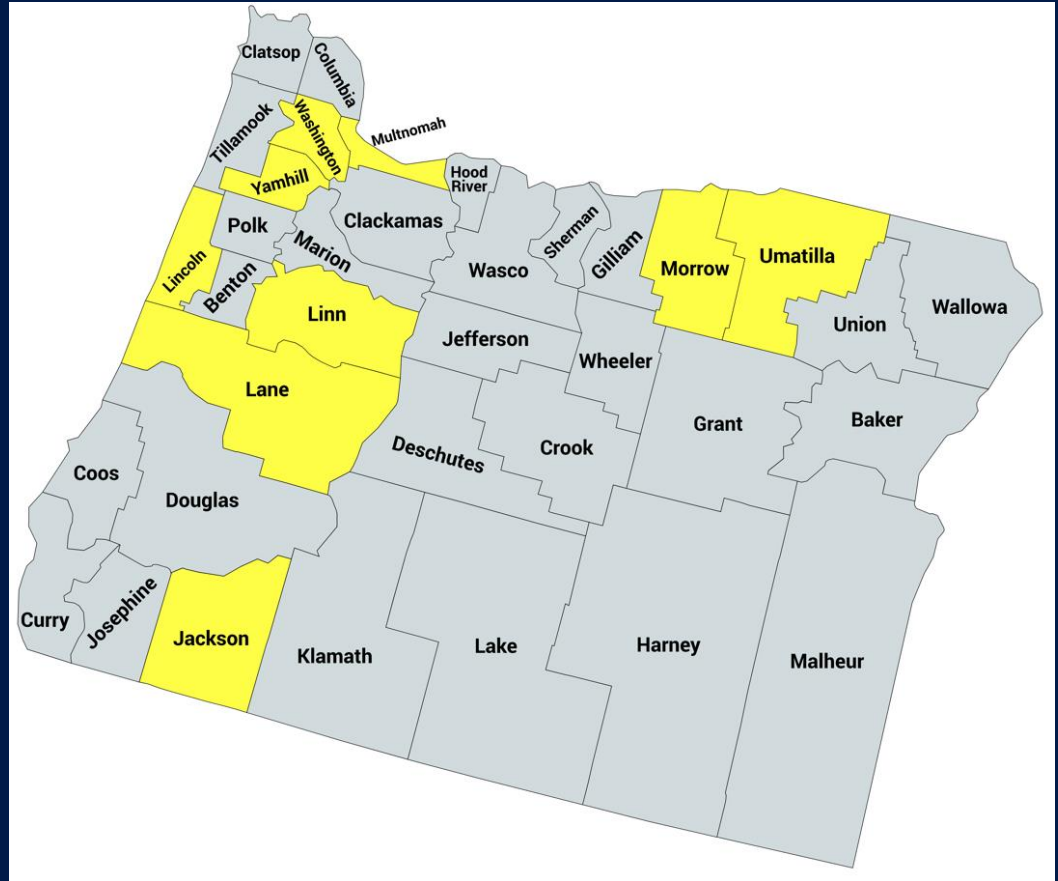 Clatsop
Columbia
Tillamook
Washington
Multnomah
Yamhill
Hood
River
Polk
Clackamas
Marion
Sherman
Gilliam
Wasco
Morrow
Umatilla
Wallowa
Union
Lincoln
Benton
Linn
Jefferson
Wheeler
Lane
Grant
Baker
Deschutes
Crook
Coos
Douglas
Curry
Josephine
Jackson
Klamath
Lake
Harney
Malheur